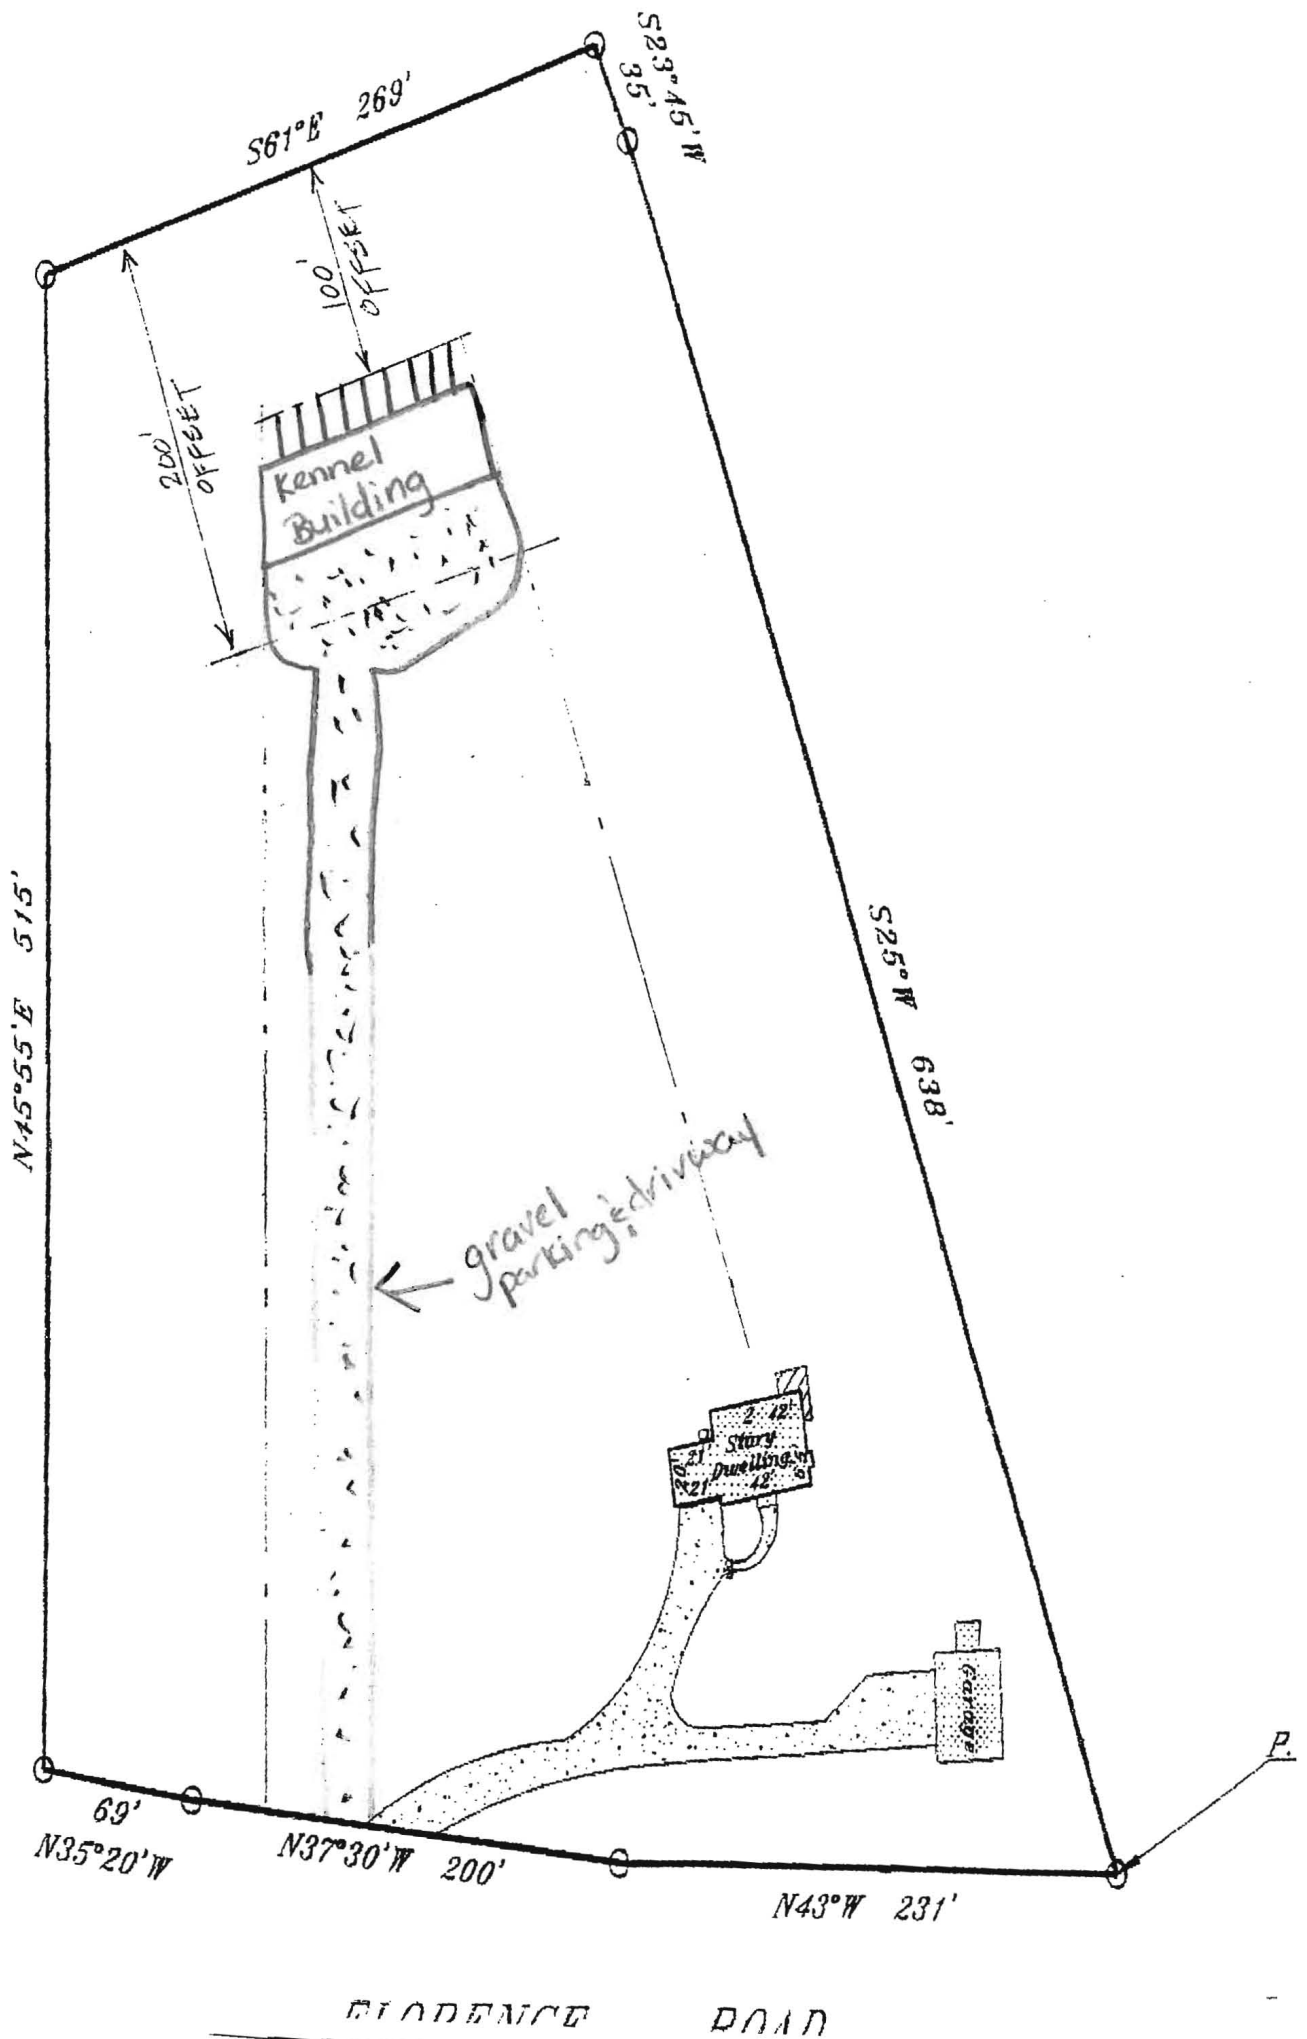 S23°45'W
35'
S61°E 269'
100'
OFFSET
200'
OFFSET
Kennel
Building
N45°55'E 515'
S25°W 638'
gravel
parking & driveway
2 42'
Story
Dwelling
21
20'
21
42'
Garage
P.
69'
N35°20'W
N37°30'W 200'
N43°W 231'
FLORENCE ROAD